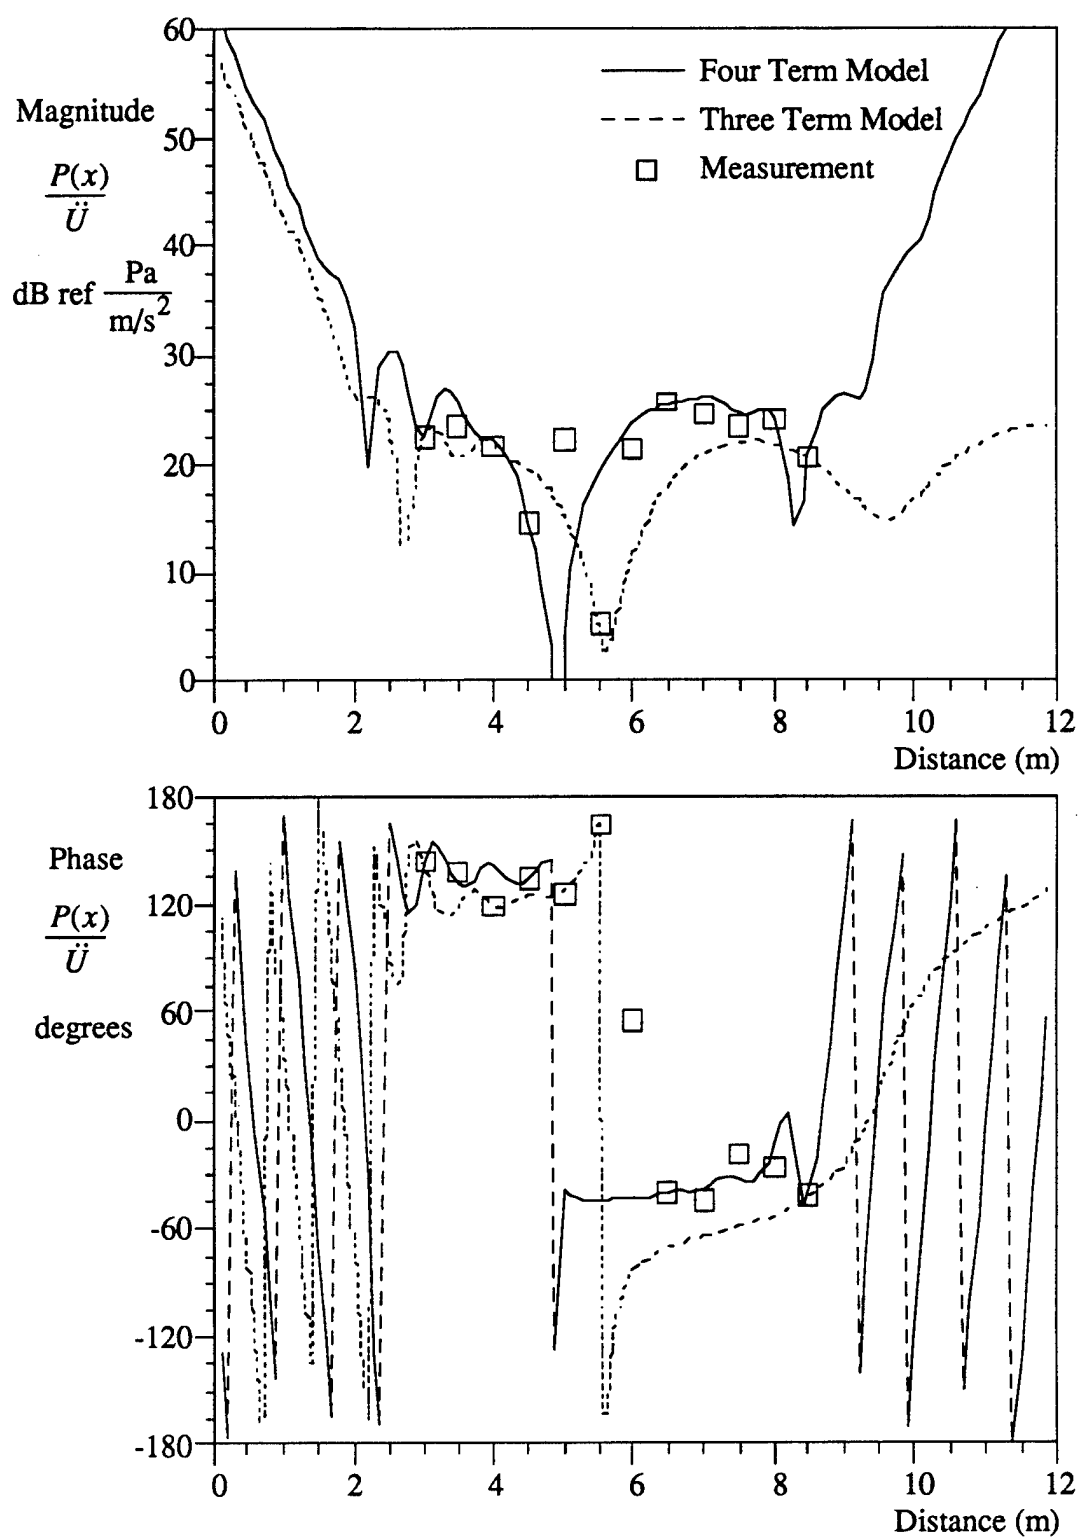 60
50
40
30
20
10
0
Magnitude
P(x)
Ü
dB ref Pa
m/s²
Four Term Model
Three Term Model
Measurement
0 2 4 6 8 10 12
Distance (m)
180
120
60
0
-60
-120
-180
Phase
P(x)
Ü
degrees
0 2 4 6 8 10 12
Distance (m)